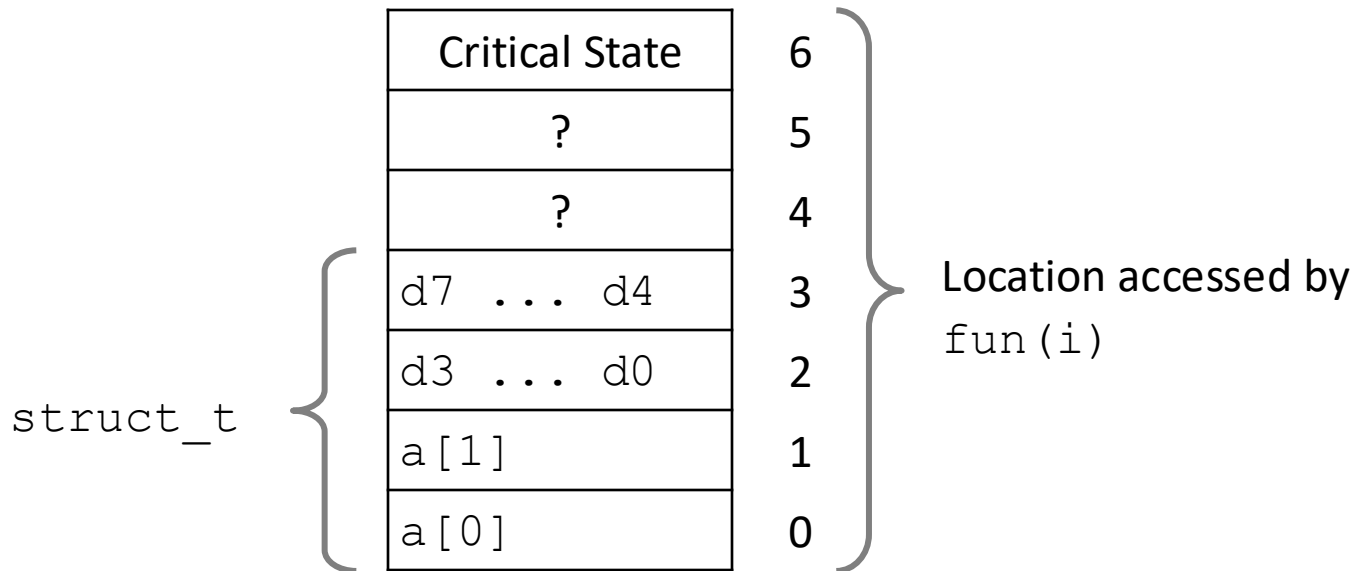 Critical State 6
? 5
? 4
d7 ... d4 3
d3 ... d0 2
a[1] 1
a[0] 0
struct_t
Location accessed by
fun(i)